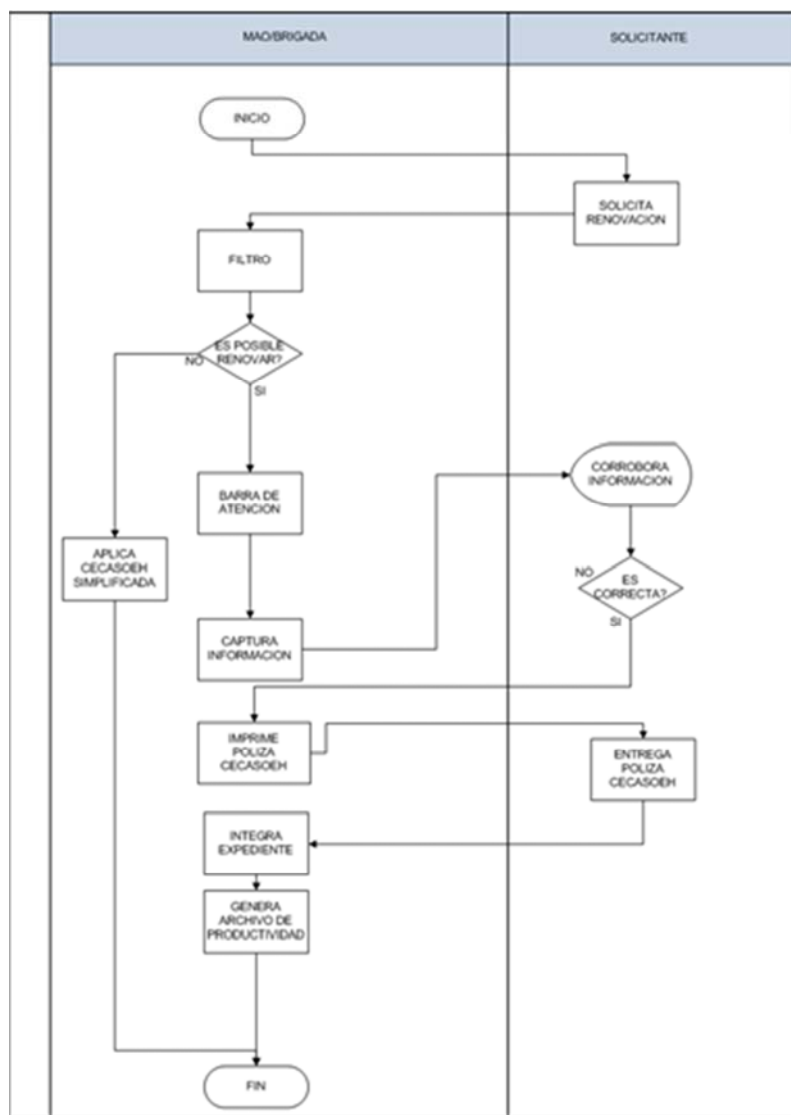 MAO/BRIGADA
SOLICITANTE
INICIO
SOLICITA
RENOVACION
FILTRO
ES POSIBLE
RENOVAR?
NO
SI
BARRA DE
ATENCION
CORROBORA
INFORMACION
APLICA
CECASOEH
SIMPLIFICADA
NO
ES
CORRECTA?
SI
CAPTURA
INFORMACION
IMPRIME
POLIZA
CECASOEH
ENTREGA
POLIZA
CECASOEH
INTEGRA
EXPEDIENTE
GENERA
ARCHIVO DE
PRODUCTIVIDAD
FIN